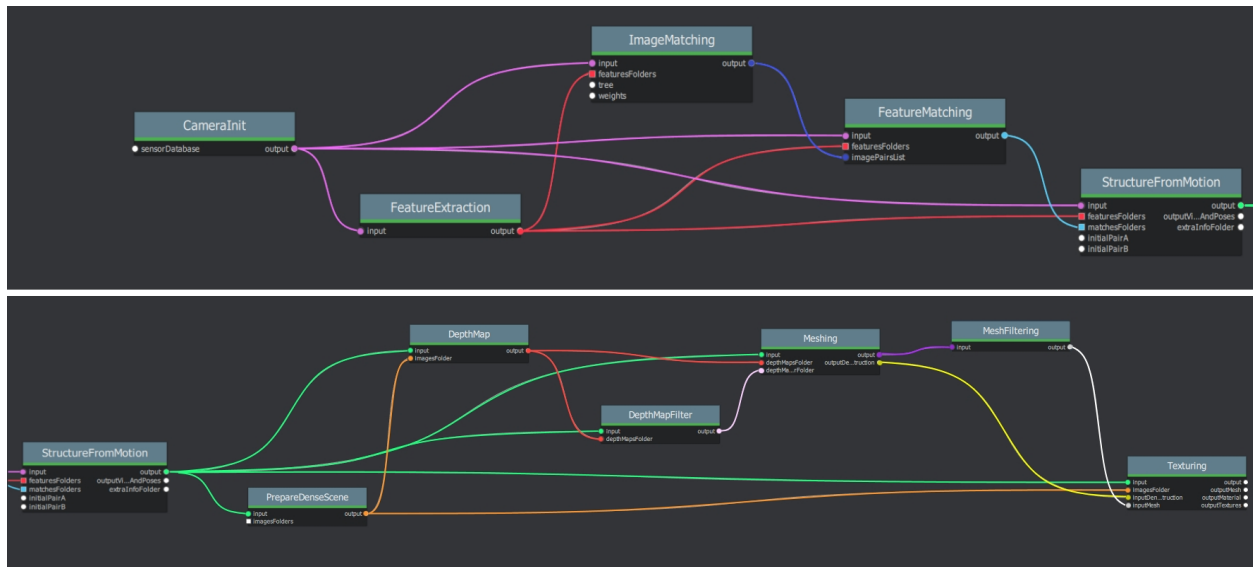 ImageMatching
input output
featuresFolders
tree
weights
CameraInit
sensorDatabase output
FeatureMatching
input output
featuresFolders
imagePairsList
FeatureExtraction
input output
StructureFromMotion
input output
featuresFolders outputVi...AndPoses
matchesFolders extraInfoFolder
initialPairA
initialPairB
DepthMap
input output
imagesFolder
Meshing
input output
depthMapsFolder outputDe...truction
depthMe...rFolder
MeshFiltering
input output
DepthMapFilter
input output
depthMapsFolder
StructureFromMotion
input output
featuresFolders outputVi...AndPoses
matchesFolders extraInfoFolder
initialPairA
initialPairB
PrepareDenseScene
input output
imagesFolders
Texturing
input output
imagesFolder outputMesh
inputDen...truction outputMaterial
inputMesh outputTextures